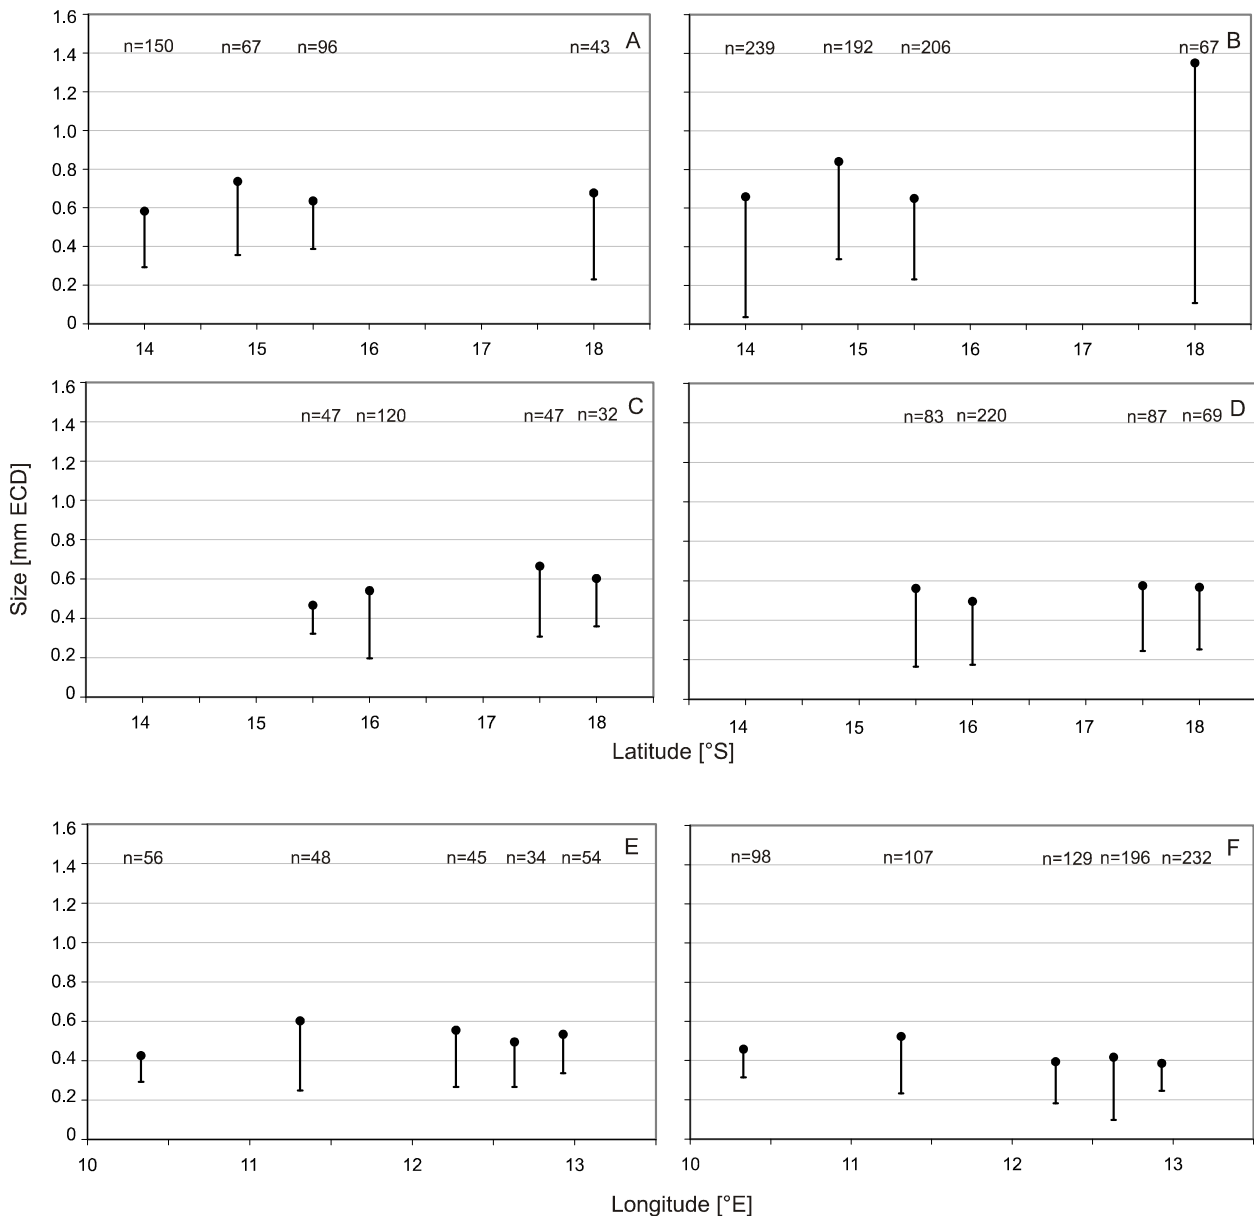 1.6
1.4
1.2
1.0
0.8
0.6
0.4
0.2
0
n=150 n=67 n=96 n=43 A
14 15 16 17 18
n=239 n=192 n=206 n=67 B
14 15 16 17 18
1.6
1.4
1.2
1.0
0.8
0.6
0.4
0.2
0
n=47 n=120 n=47 n=32 C
14 15 16 17 18
n=83 n=220 n=87 n=69 D
14 15 16 17 18
Size [mm ECD]
Latitude [°S]
1.6
1.4
1.2
1.0
0.8
0.6
0.4
0.2
0
n=56 n=48 n=45 n=34 n=54 E
10 11 12 13
n=98 n=107 n=129 n=196 n=232 F
10 11 12 13
Longitude [°E]